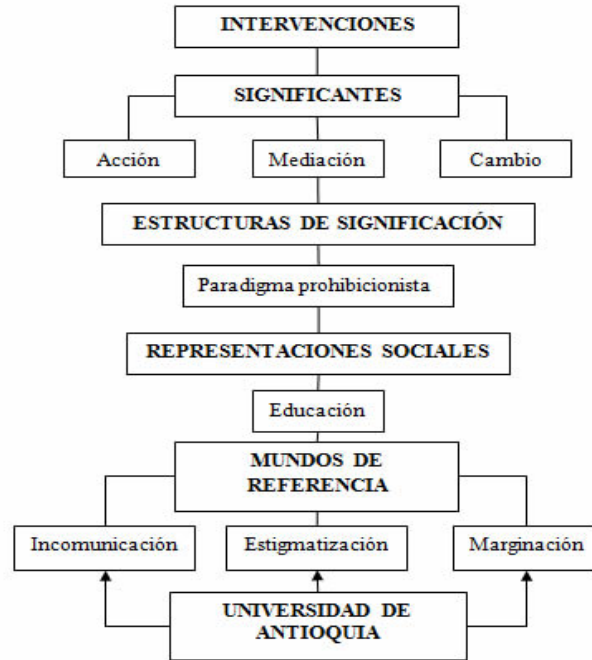 INTERVENCIONES
SIGNIFICANTES
Acción
Mediación
Cambio
ESTRUCTURAS DE SIGNIFICACIÓN
Paradigma prohibicionista
REPRESENTACIONES SOCIALES
Educación
MUNDOS DE
REFERENCIA
Incomunicación
Estigmatización
Marginación
UNIVERSIDAD DE
ANTIOQUIA